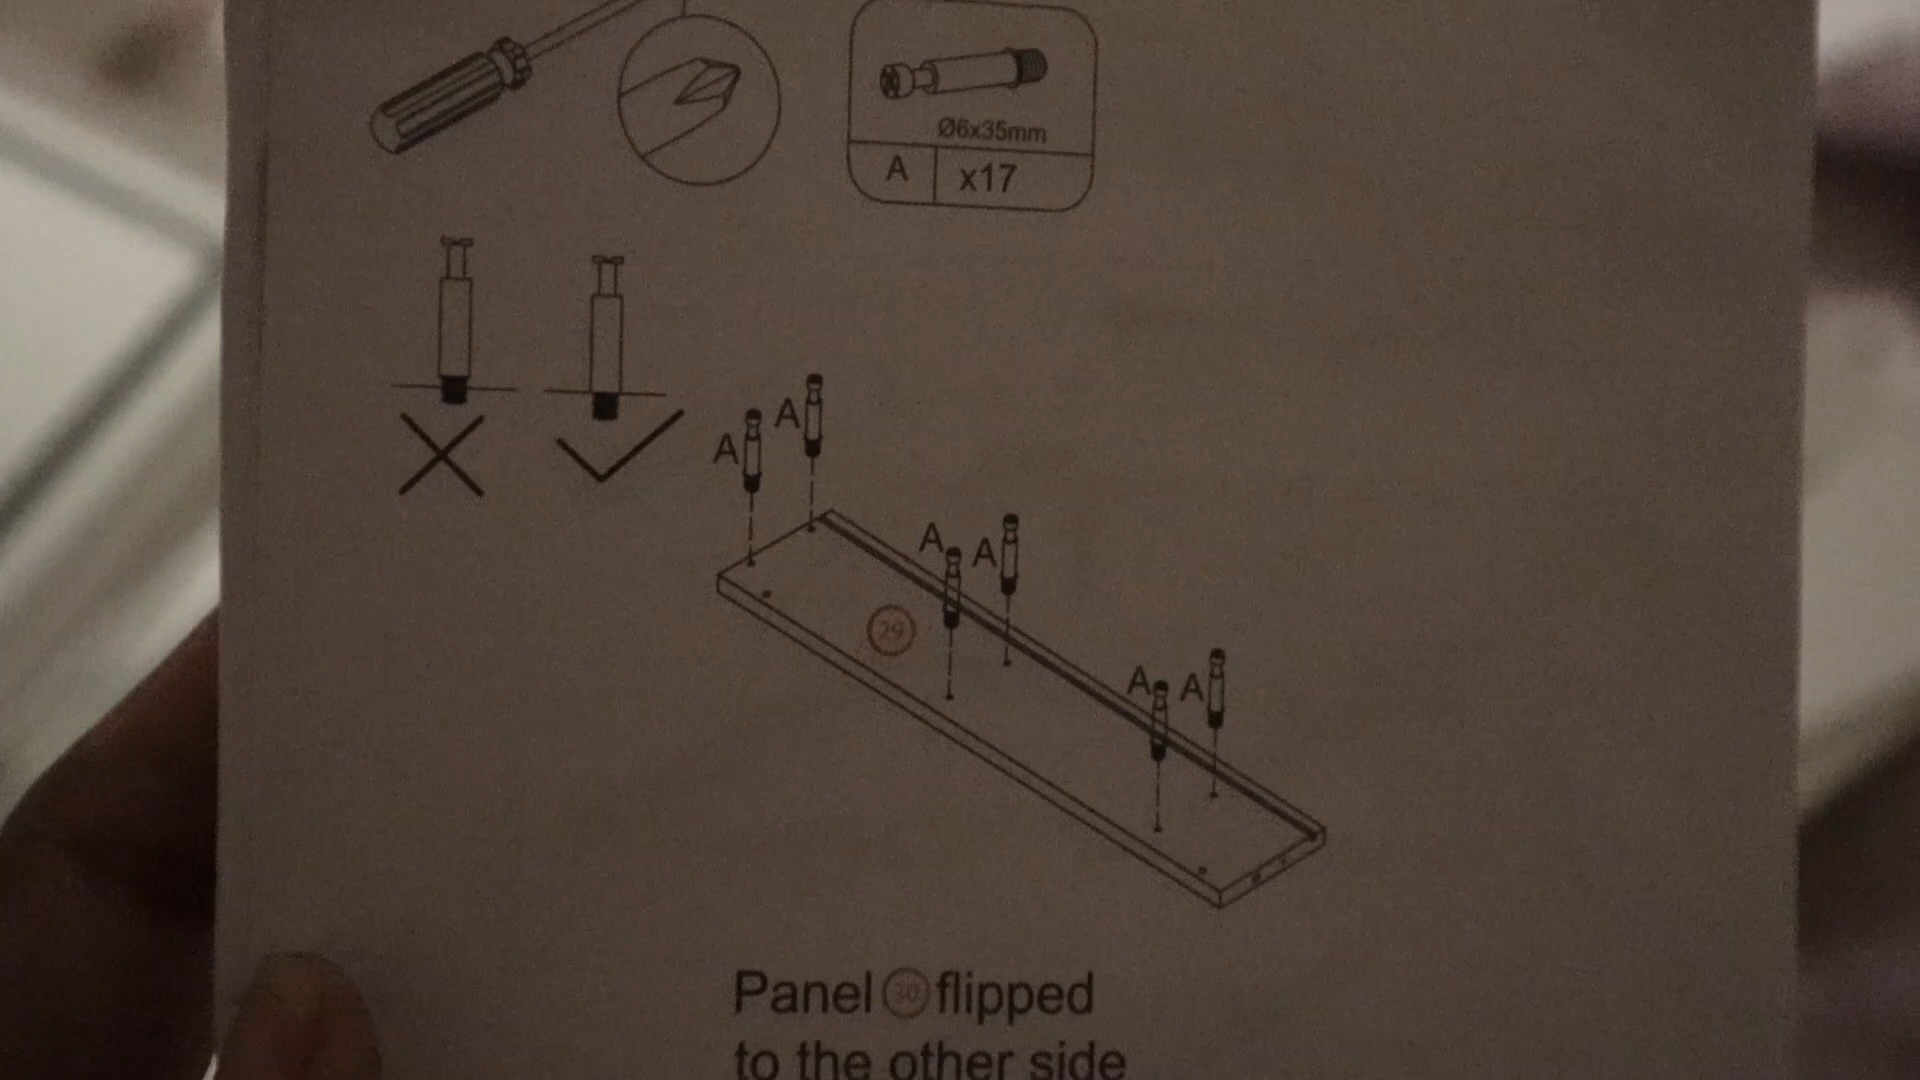 Ø6x35mm
A x17
A A
A A
29
A A
Panel 30 flipped
to the other side